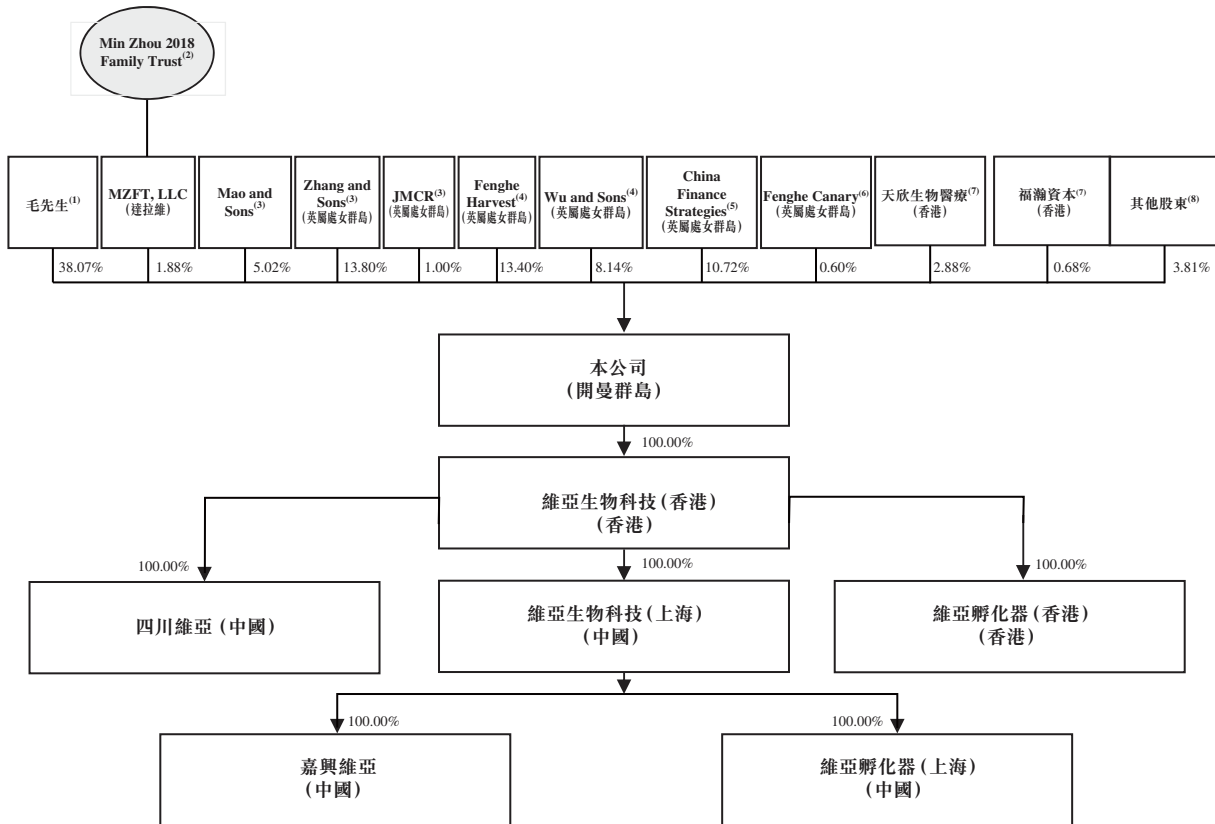 Min Zhou 2018
Family Trust(2)
毛先生(1)
MZFT, LLC
(達拉維)
Mao and
Sons(3)
Zhang and
Sons(3)
(英屬處女群島)
JMCR(3)
(英屬處女群島)
Fenghe
Harvest(4)
(英屬處女群島)
Wu and Sons(4)
(英屬處女群島)
China
Finance
Strategies(5)
(英屬處女群島)
Fenghe Canary(6)
(英屬處女群島)
天欣生物醫療(7)
(香港)
福瀚資本(7)
(香港)
其他股東(8)
38.07%
1.88%
5.02%
13.80%
1.00%
13.40%
8.14%
10.72%
0.60%
2.88%
0.68%
3.81%
本公司
(開曼群島)
100.00%
維亞生物科技(香港)
(香港)
100.00%
100.00%
100.00%
四川維亞(中國)
維亞生物科技(上海)
(中國)
維亞孵化器(香港)
(香港)
100.00%
100.00%
嘉興維亞
(中國)
維亞孵化器(上海)
(中國)